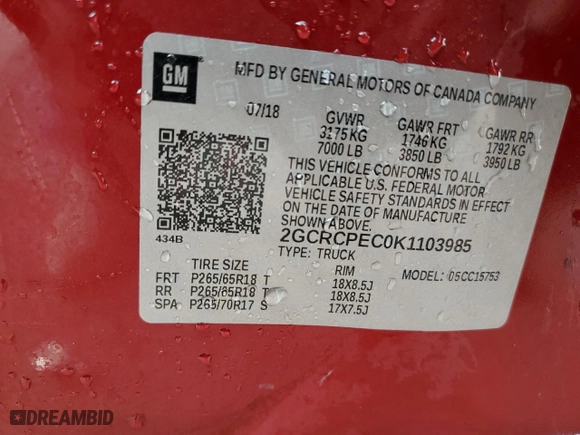 GM
MFD BY GENERAL MOTORS OF CANADA COMPANY
07/18
GVWR GAWR FRT GAWR RR
3175 KG 1746 KG 1792 KG
7000 LB 3850 LB 3950 LB
THIS VEHICLE CONFORMS TO ALL
APPLICABLE U.S. FEDERAL MOTOR
VEHICLE SAFETY STANDARDS IN EFFECT
ON THE DATE OF MANUFACTURE
SHOWN ABOVE.
434B
2GCRCPEC0K1103985
TYPE: TRUCK
MODEL: 05CC15753
TIRE SIZE RIM
FRT P265/65R18 T 18X8.5J
RR P265/65R18 T 18X8.5J
SPA P265/70R17 S 17X7.5J
DREAMBID